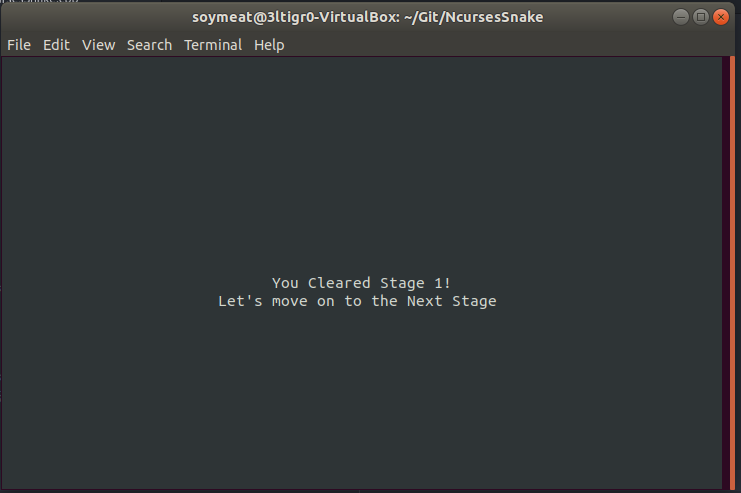 soymeat@3ltigr0-VirtualBox: ~/Git/NcursesSnake
File Edit View Search Terminal Help
You Cleared Stage 1!
Let's move on to the Next Stage